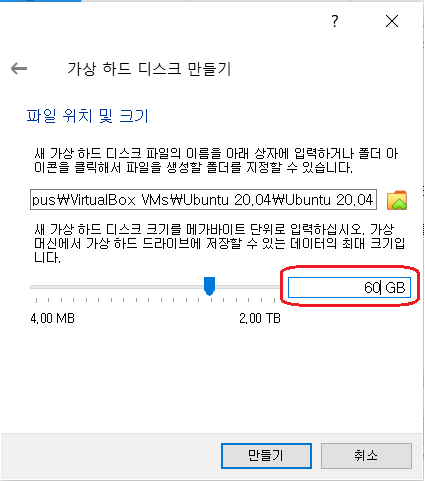 ?
가상 하드 디스크 만들기
파일 위치 및 크기
새 가상 하드 디스크 파일의 이름을 아래 상자에 입력하거나 폴더 아
이콘을 클릭해서 파일을 생성할 폴더를 지정할 수 있습니다.
pus\VirtualBox VMs\Ubuntu 20.04\Ubuntu 20.04
새 가상 하드 디스크 크기를 메가바이트 단위로 입력하십시오. 가상
머신에서 가상 하드 드라이브에 저장할 수 있는 데이터의 최대 크기입
니다.
60 GB
4.00 MB 2.00 TB
만들기 취소